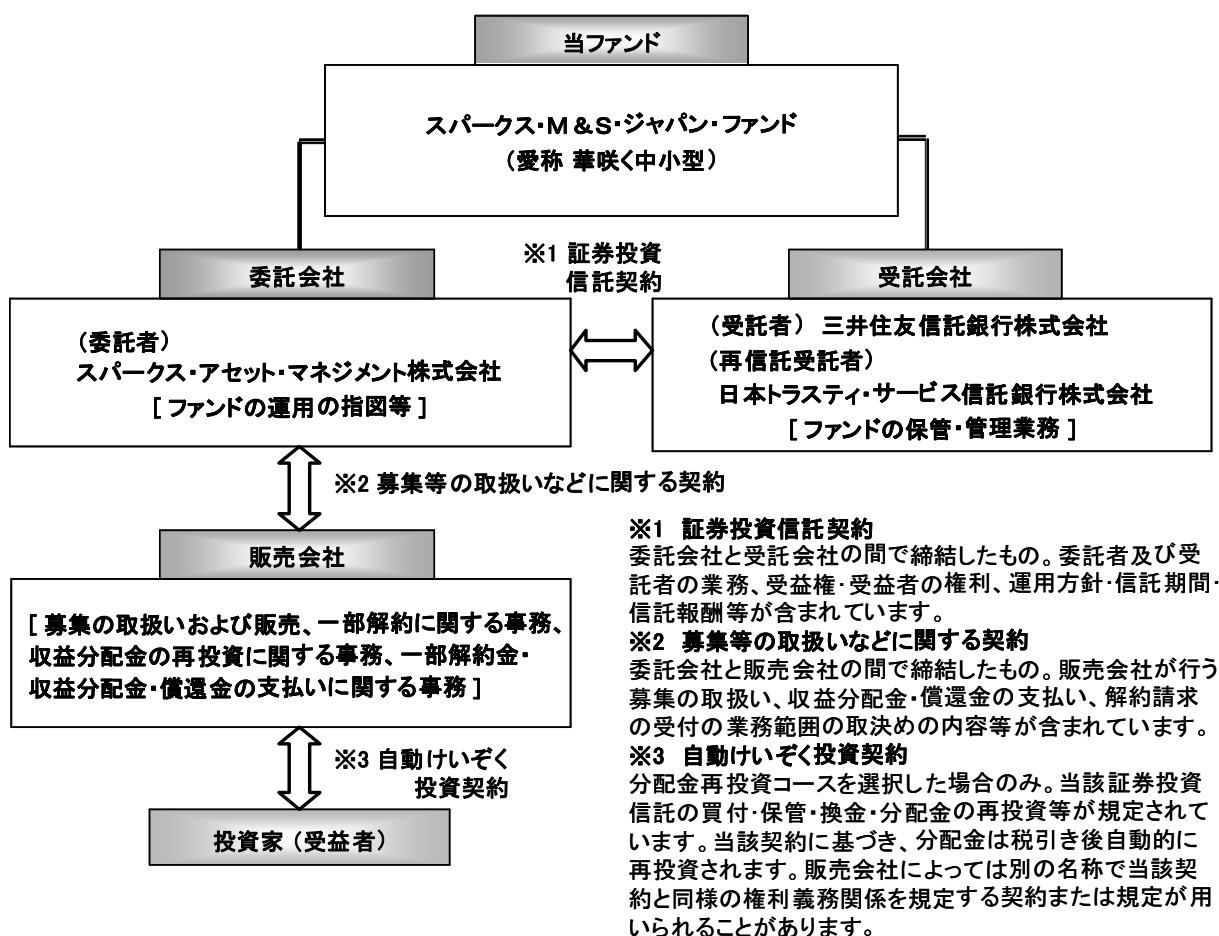 当ファンド
スパークス・M&S・ジャパン・ファンド
(愛称 華咲く中小型)
委託会社
※1 証券投資
信託契約
受託会社
(委託者)
スパークス・アセット・マネジメント株式会社
[ ファンドの運用の指図等 ]
(受託者) 三井住友信託銀行株式会社
(再信託受託者)
日本トラスティ・サービス信託銀行株式会社
[ ファンドの保管・管理業務 ]
※2 募集等の取扱いなどに関する契約
販売会社
[ 募集の取扱いおよび販売、一部解約に関する事務、
収益分配金の再投資に関する事務、一部解約金・
収益分配金・償還金の支払いに関する事務 ]
※3 自動けいぞく
投資契約
投資家 (受益者)
※1 証券投資信託契約
委託会社と受託会社の間で締結したもの。委託者及び受
託者の業務、受益権・受益者の権利、運用方針・信託期間・
信託報酬等が含まれています。
※2 募集等の取扱いなどに関する契約
委託会社と販売会社の間で締結したもの。販売会社が行う
募集の取扱い、収益分配金・償還金の支払い、解約請求
の受付の業務範囲の取決めの内容等が含まれています。
※3 自動けいぞく投資契約
分配金再投資コースを選択した場合のみ。当該証券投資
信託の買付・保管・換金・分配金の再投資等が規定されて
います。当該契約に基づき、分配金は税引き後自動的に
再投資されます。販売会社によっては別の名称で当該契
約と同様の権利義務関係を規定する契約または規定が用
いられることがあります。